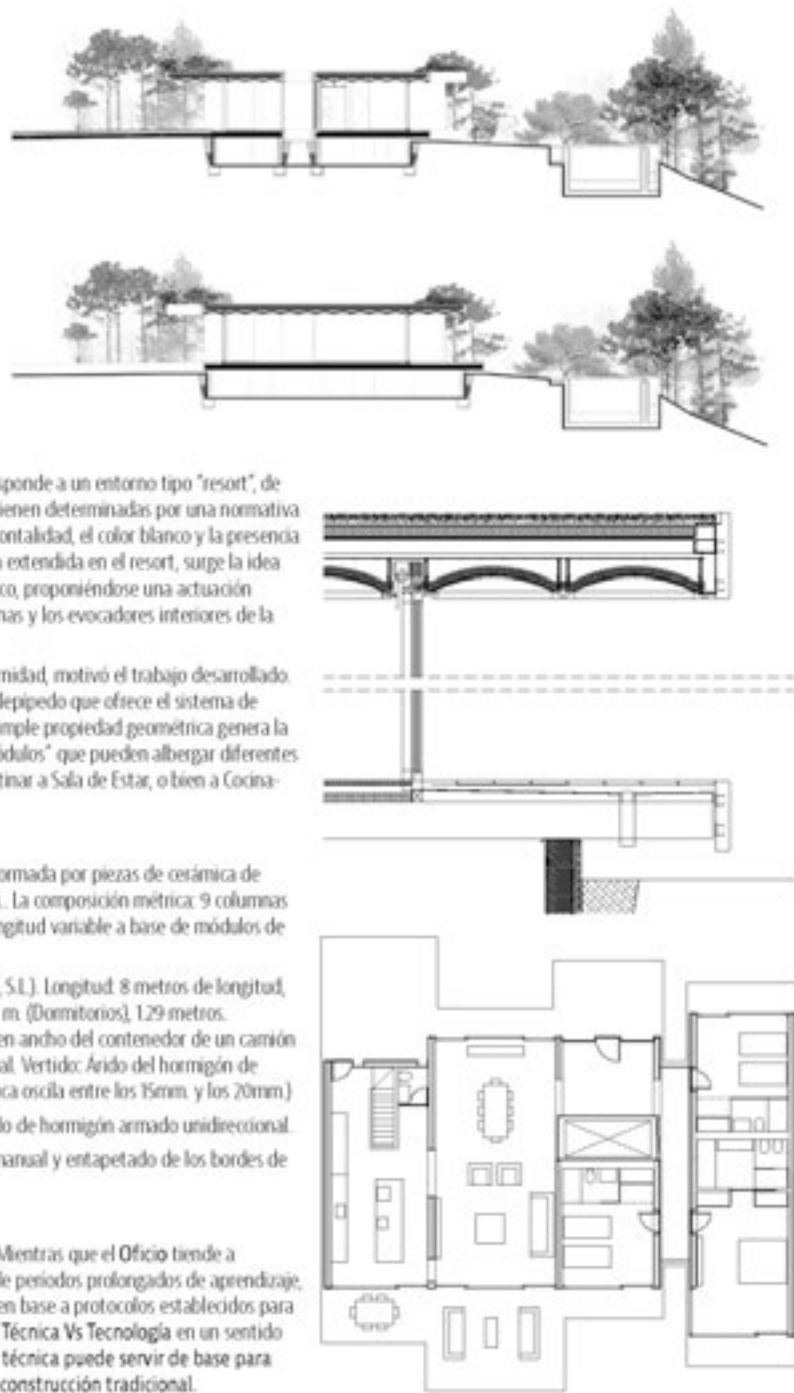 sponde a un entorno tipo "resort", de
ienen determinadas por una normativa
ontalidad, el color blanco y la presencia
extendida en el resort, surge la idea
co, proponiéndose una actuación
nas y los evocadores interiores de la
rnidad, motivó el trabajo desarrollado.
lepípedo que ofrece el sistema de
imple propiedad geométrica genera la
ódulos" que pueden albergar diferentes
tinar a Sala de Estar, o bien a Cocina-
ormada por piezas de cerámica de
. La composición métrica: 9 columnas
ngitud variable a base de módulos de
, S.L.). Longitud: 8 metros de longitud,
m. (Dormitorios), 1.29 metros.
en ancho del contenedor de un camión
al. Vertido: Árido del hormigón de
ica oscila entre los 15mm. y los 20mm.)
do de hormigón armado unidireccional.
manual y entapetado de los bordes de
Mientras que el Oficio tiende a
de periodos prolongados de aprendizaje,
en base a protocolos establecidos para
Técnica Vs Tecnología en un sentido
técnica puede servir de base para
construcción tradicional.